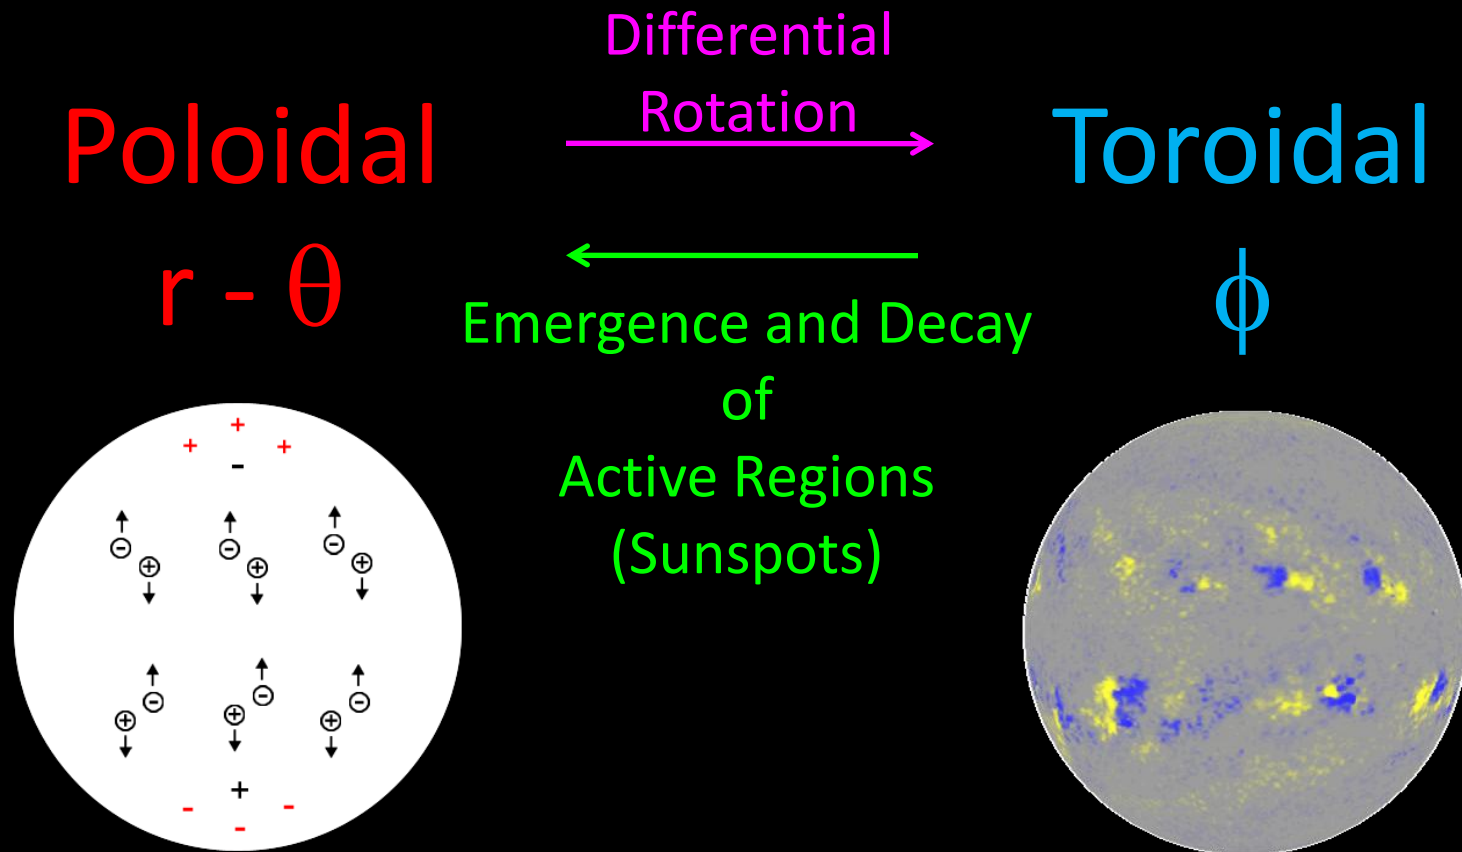 Differential
Rotation
Poloidal
Toroidal
r - θ
ϕ
Emergence and Decay
of
Active Regions
(Sunspots)
+
+ +
-
- - -
+ + +
- - -
+ + +
+
- -
-